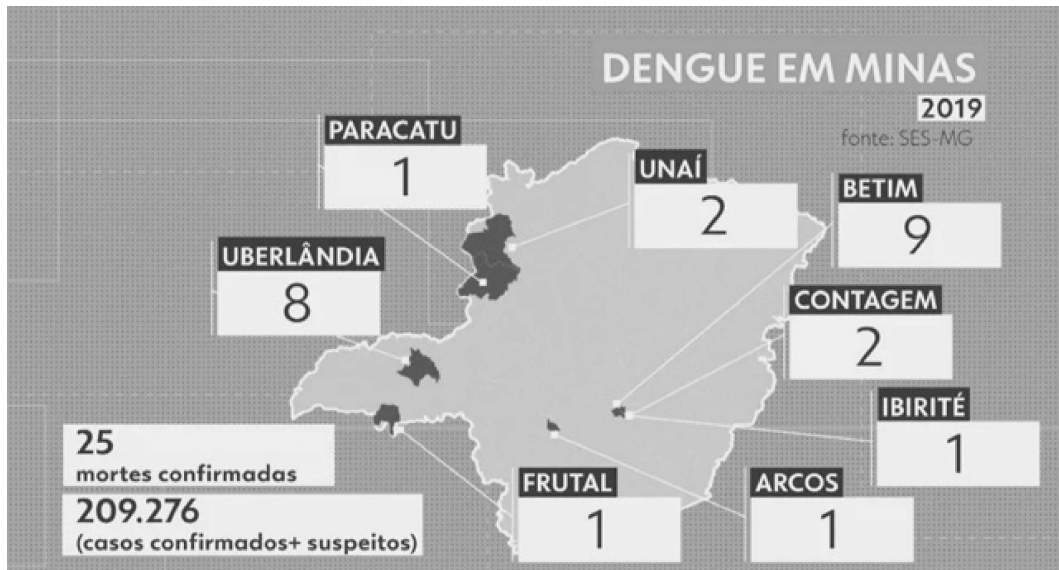 DENGUE EM MINAS
2019
fonte: SES-MG
PARACATU
1
UNAÍ
2
BETIM
9
UBERLÂNDIA
8
CONTAGEM
2
IBIRITÉ
1
FRUTAL
1
ARCOS
1
25
mortes confirmadas
209.276
(casos confirmados+ suspeitos)